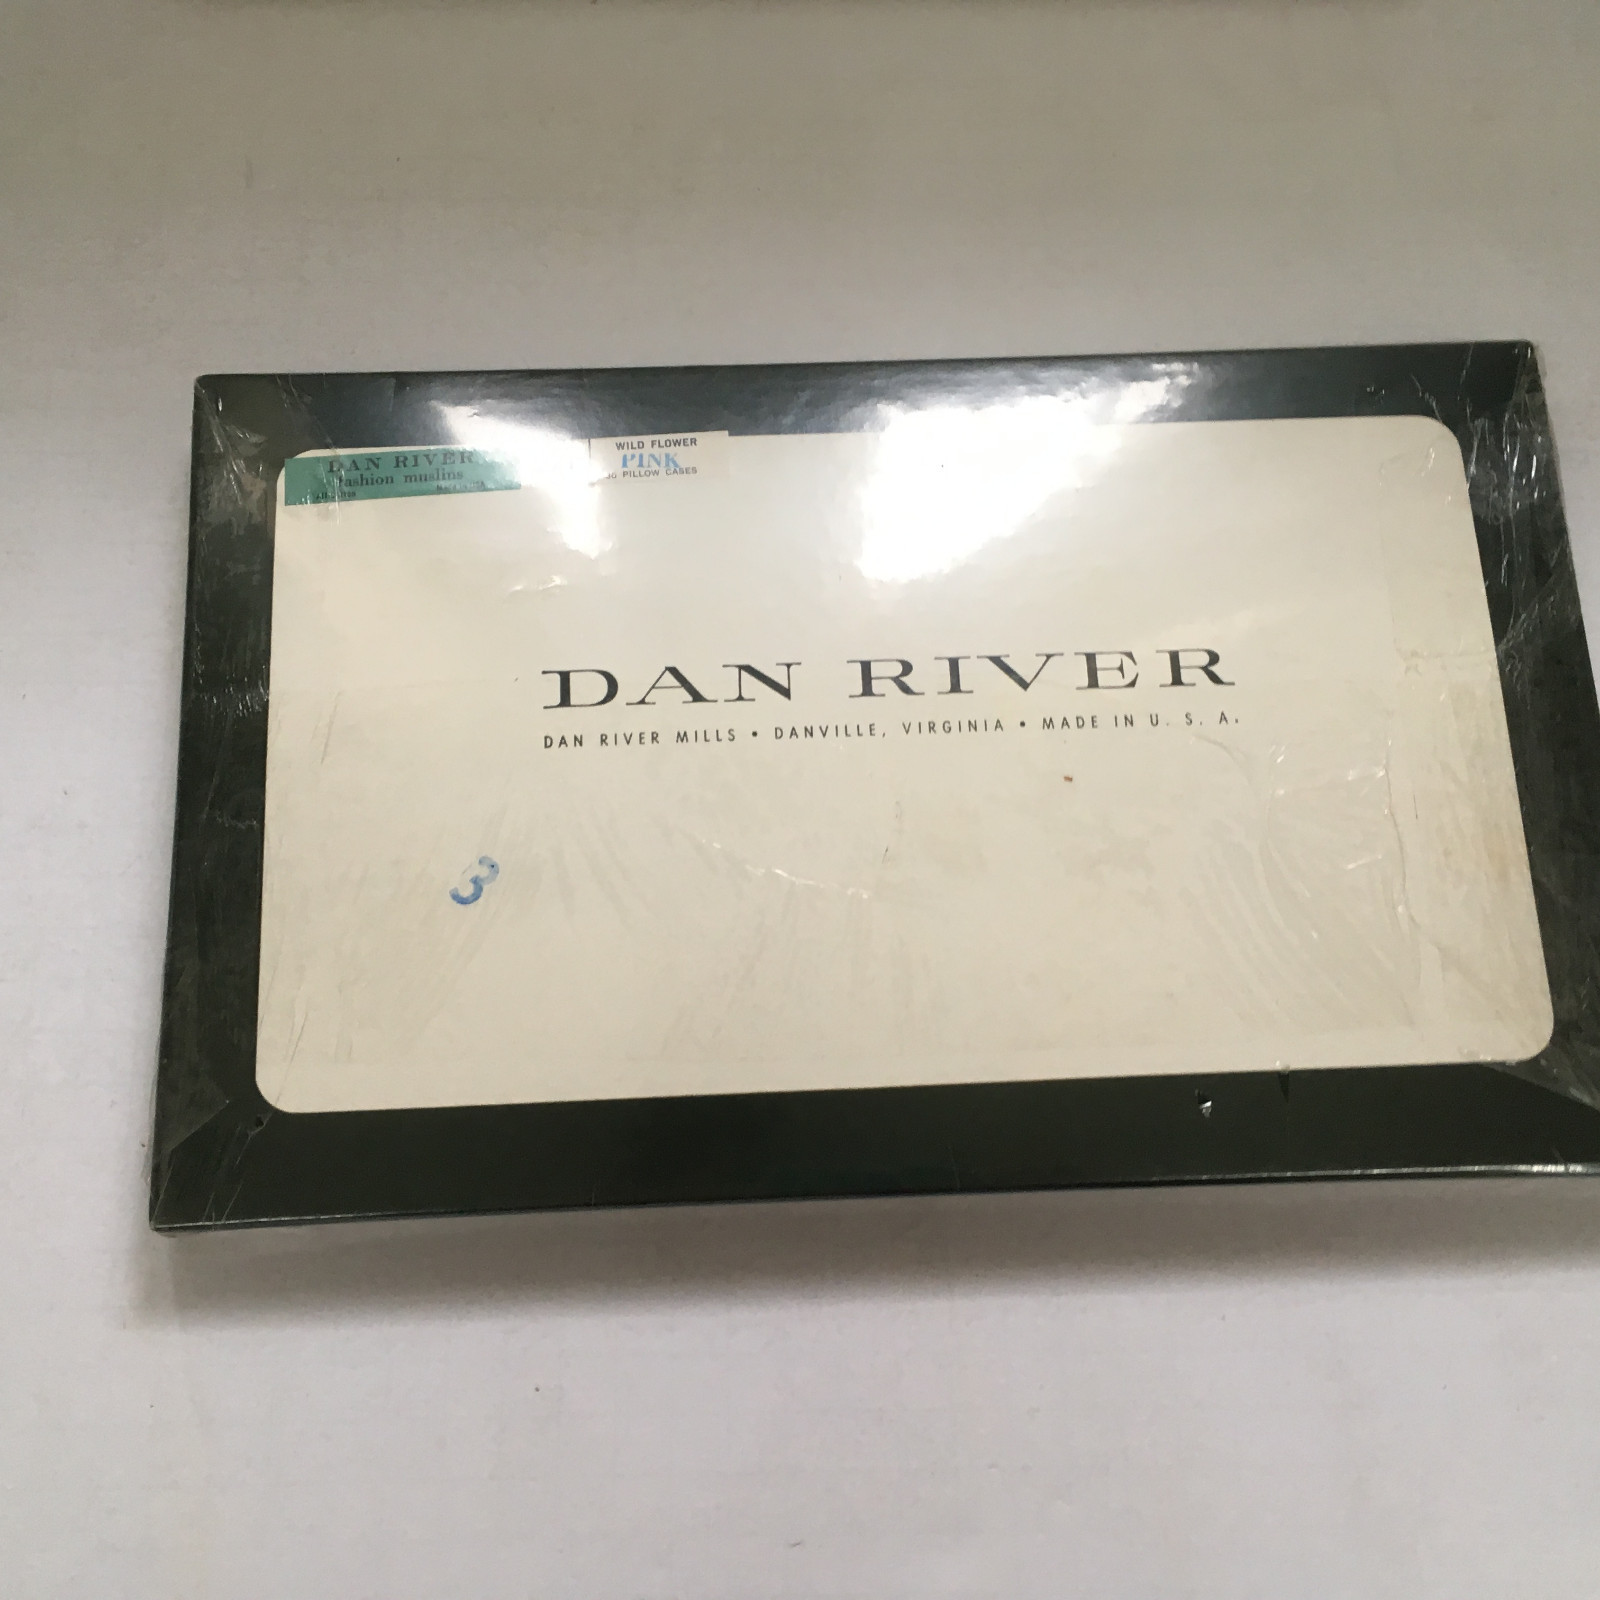 DAN RIVER
fashion muslins
WILD FLOWER
PINK
PILLOW CASES
DAN RIVER
DAN RIVER MILLS • DANVILLE, VIRGINIA • MADE IN U. S. A.
3